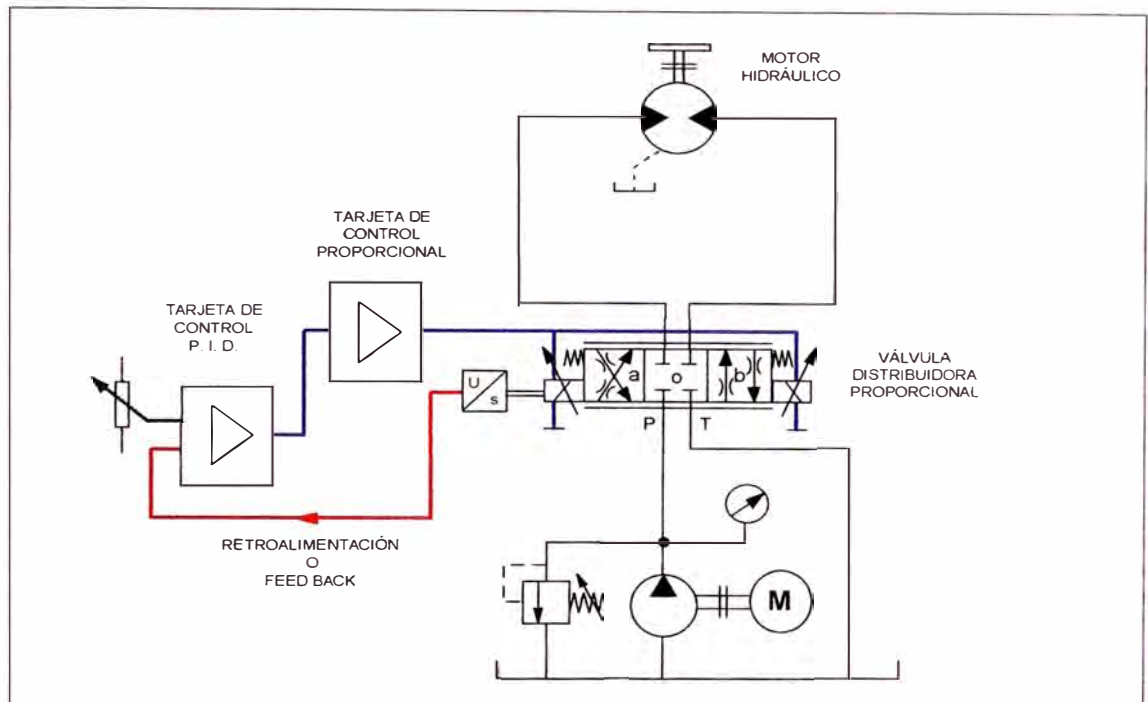 MOTOR
HIDRÁULICO
TARJETA DE
CONTROL
PROPORCIONAL
TARJETA DE
CONTROL
P. I. D.
U
s
a
o
b
VÁLVULA
DISTRIBUIDORA
PROPORCIONAL
P
T
RETROALIMENTACIÓN
O
FEED BACK
M